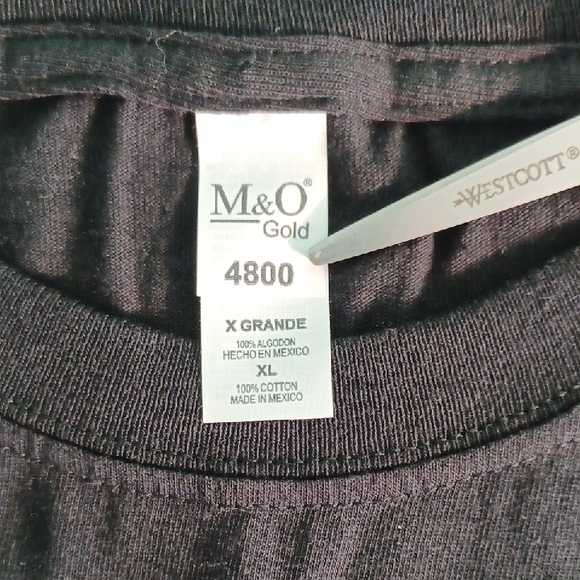 M&O®
Gold
4800
X GRANDE
100% ALGODON
HECHO EN MEXICO
XL
100% COTTON
MADE IN MEXICO
WESTCOTT®